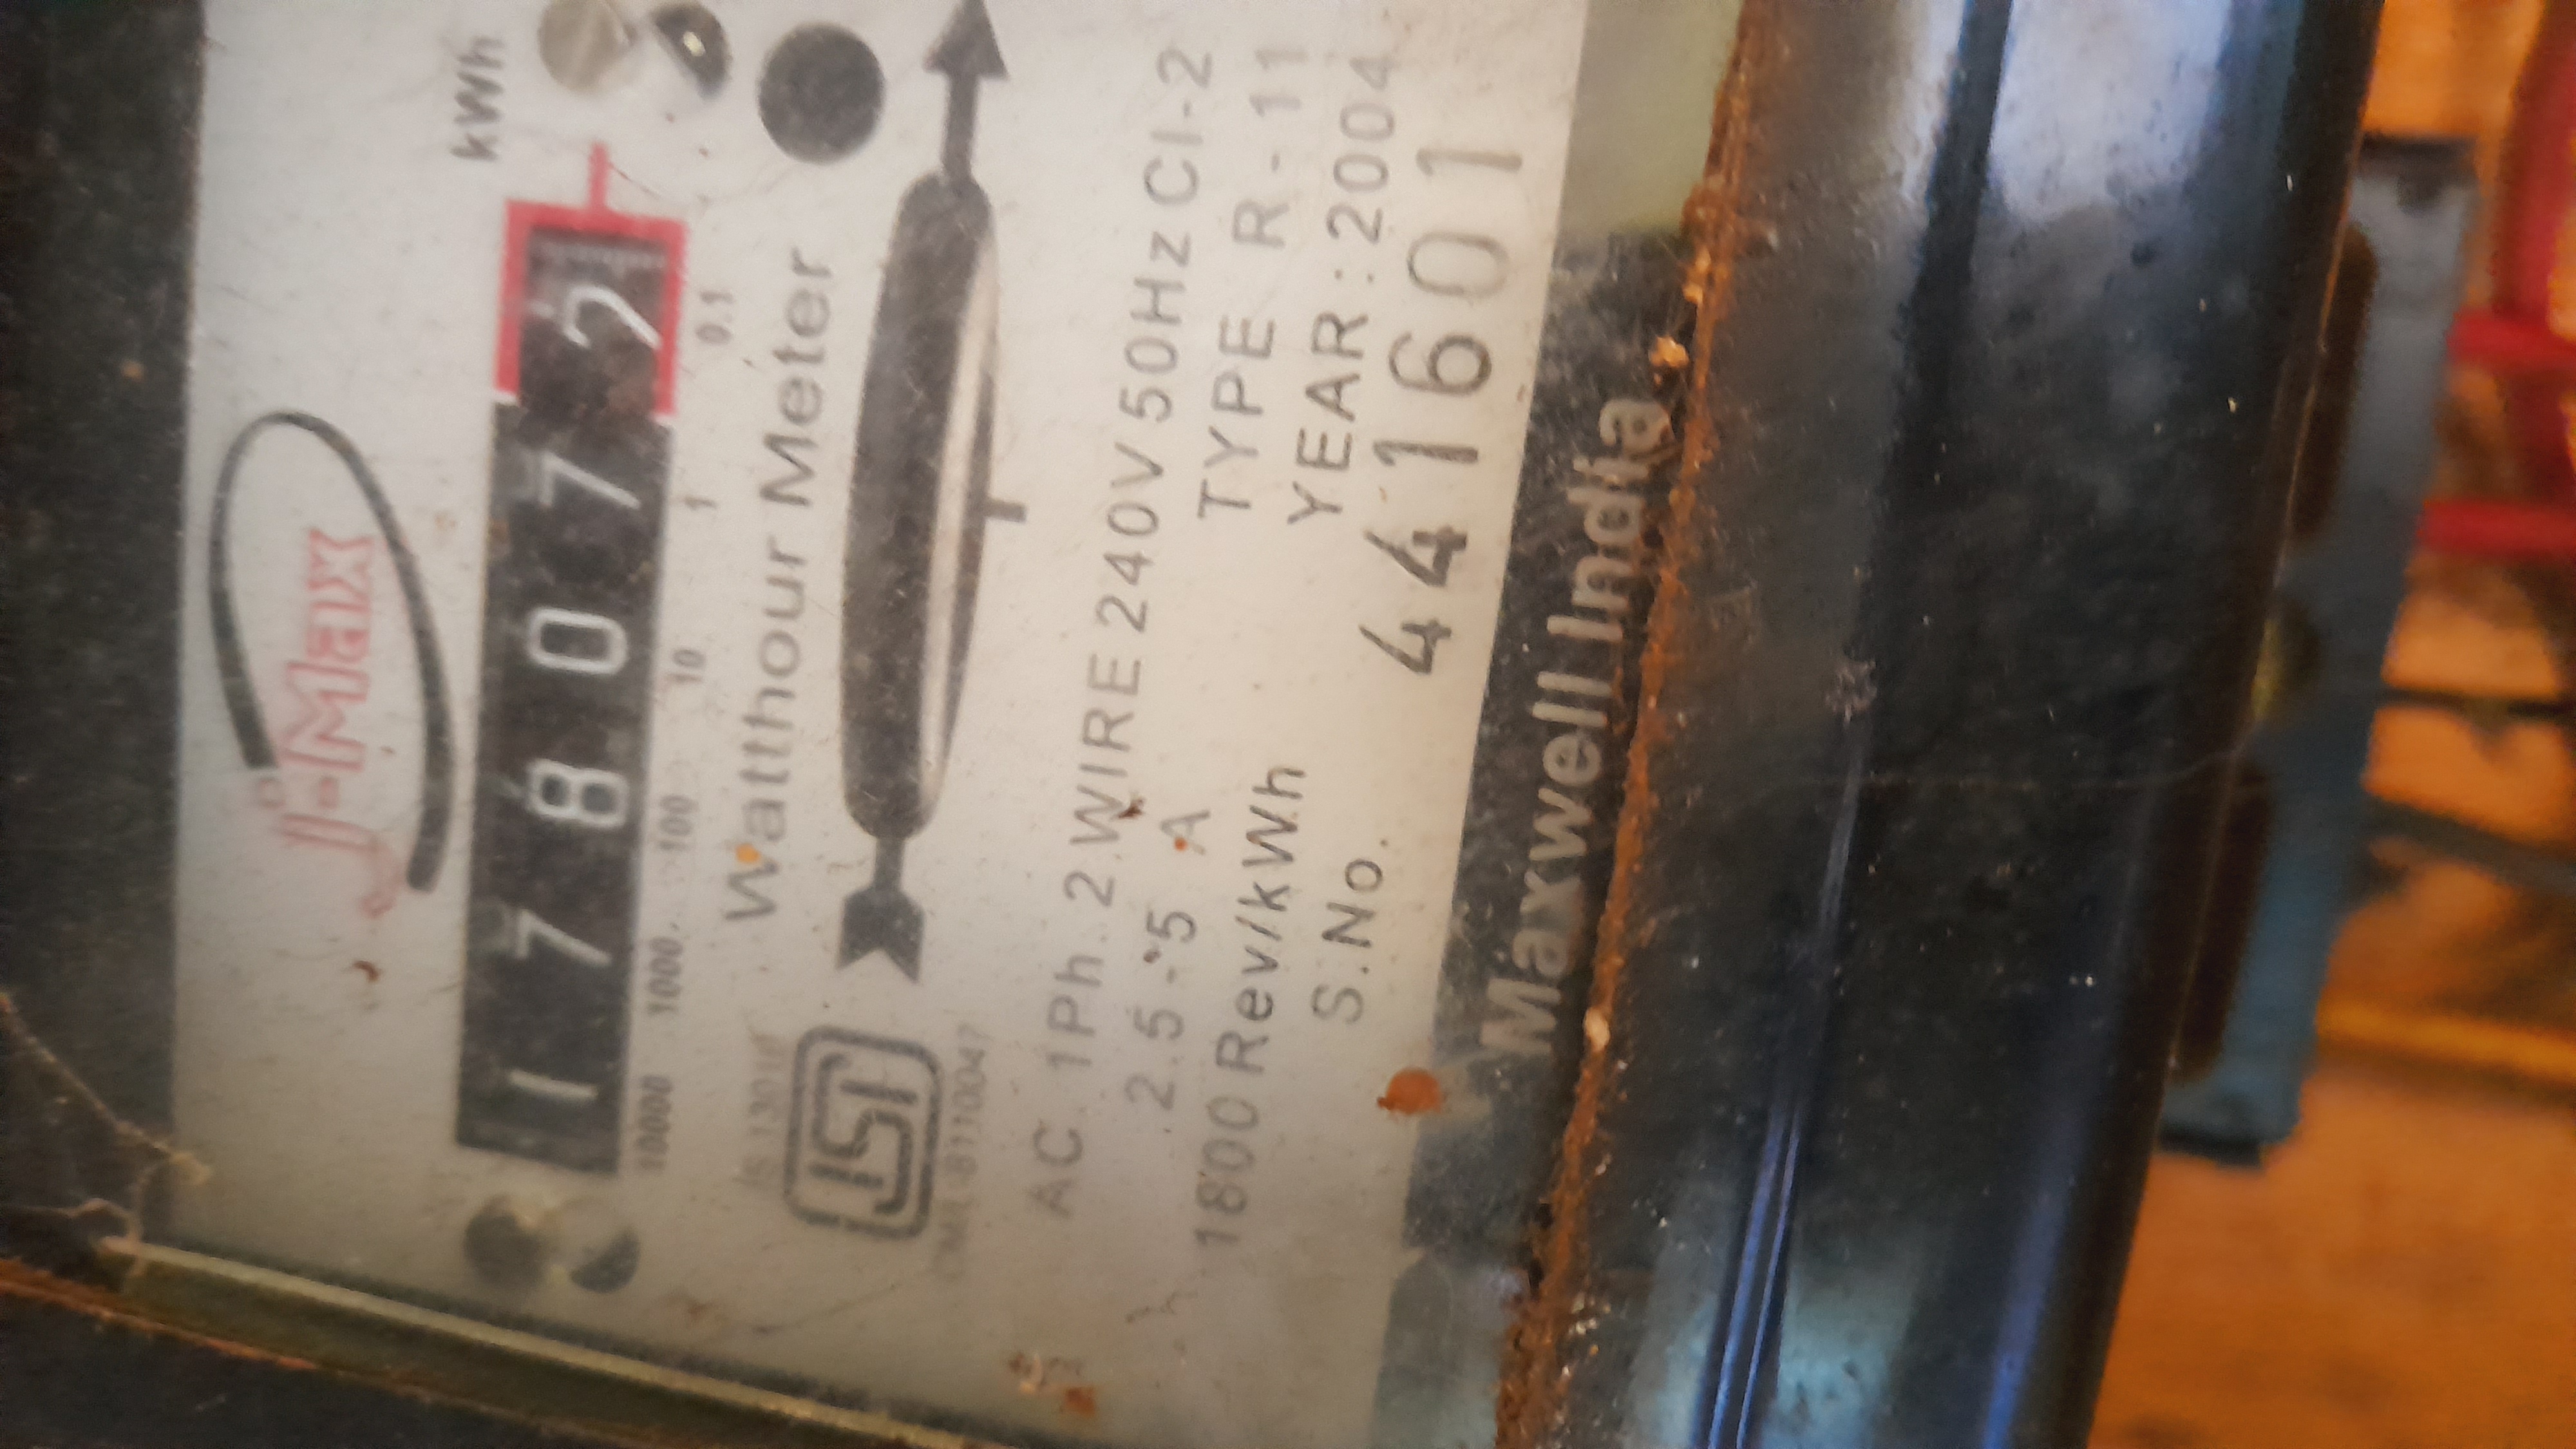 j-Max
kWh
1 7 8 0 7
10000 1000 100 10 1 0.1
Watthour Meter
ISI
AC 1Ph. 2 WIRE 240V 50Hz Cl-2
2.5-5 A TYPE R-11
1800 Rev/kWh YEAR: 2004
S.No. 441601
Maxwell India